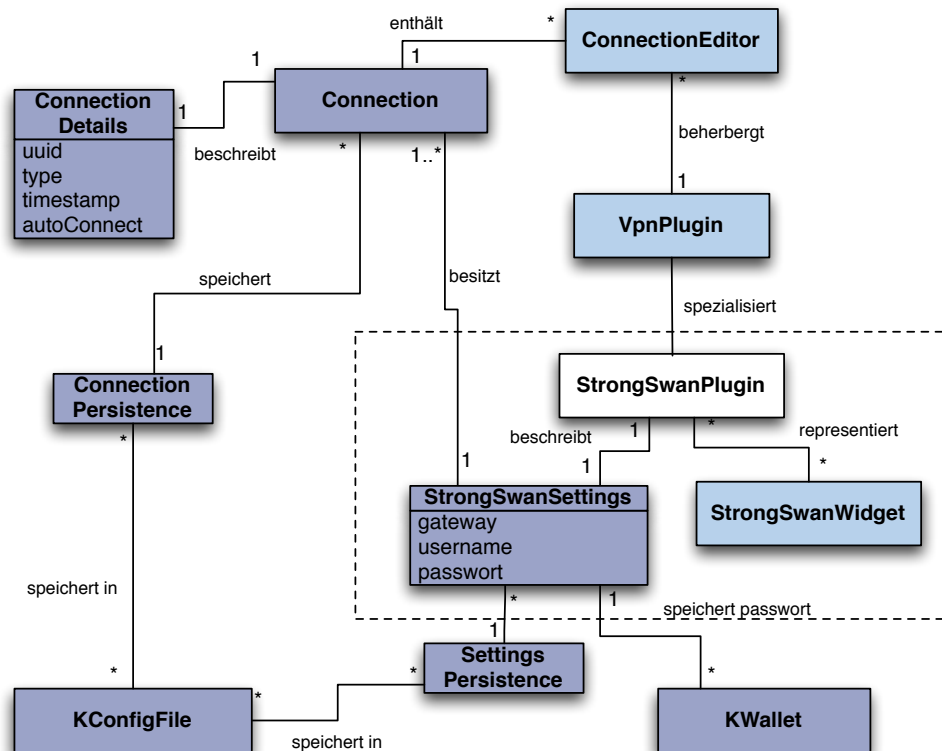 enthält
*
1
ConnectionEditor
*
1
1
beschreibt
Connection
Details
uuid
type
timestamp
autoConnect
Connection
*
1..*
beherbergt
1
VpnPlugin
speichert
besitzt
spezialisiert
1
Connection
Persistence
*
StrongSwanPlugin
1
*
beschreibt
representiert
1
1
*
StrongSwanSettings
gateway
username
passwort
StrongSwanWidget
speichert in
*
1
speichert passwort
1
Settings
Persistence
*
*
*
*
KConfigFile
speichert in
KWallet